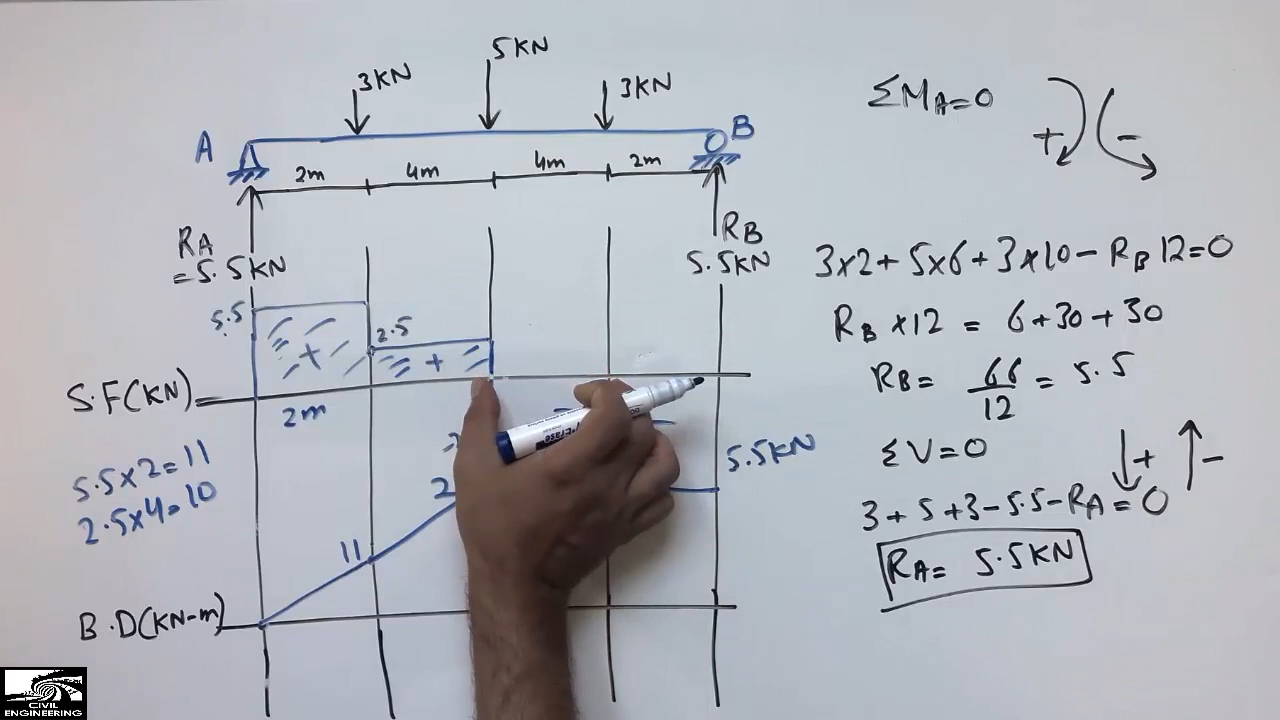 5KN
3KN
3KN
A
B
2m
4m
4m
2m
RA
= 5.5KN
RB
5.5KN
5.5
+
2.5
+
S.F(KN)
2m
5.5x2=11
2.5x4=10
2
5.5KN
11
B.D(KN-m)
ΣMA=0
+
-
3x2+5x6+3x10-RB12=0
RB x12 = 6+30+30
RB= 66/12 = 5.5
ΣV=0
+
-
3+5+3-5.5-RA=0
RA= 5.5KN
CIVIL
ENGINEERING